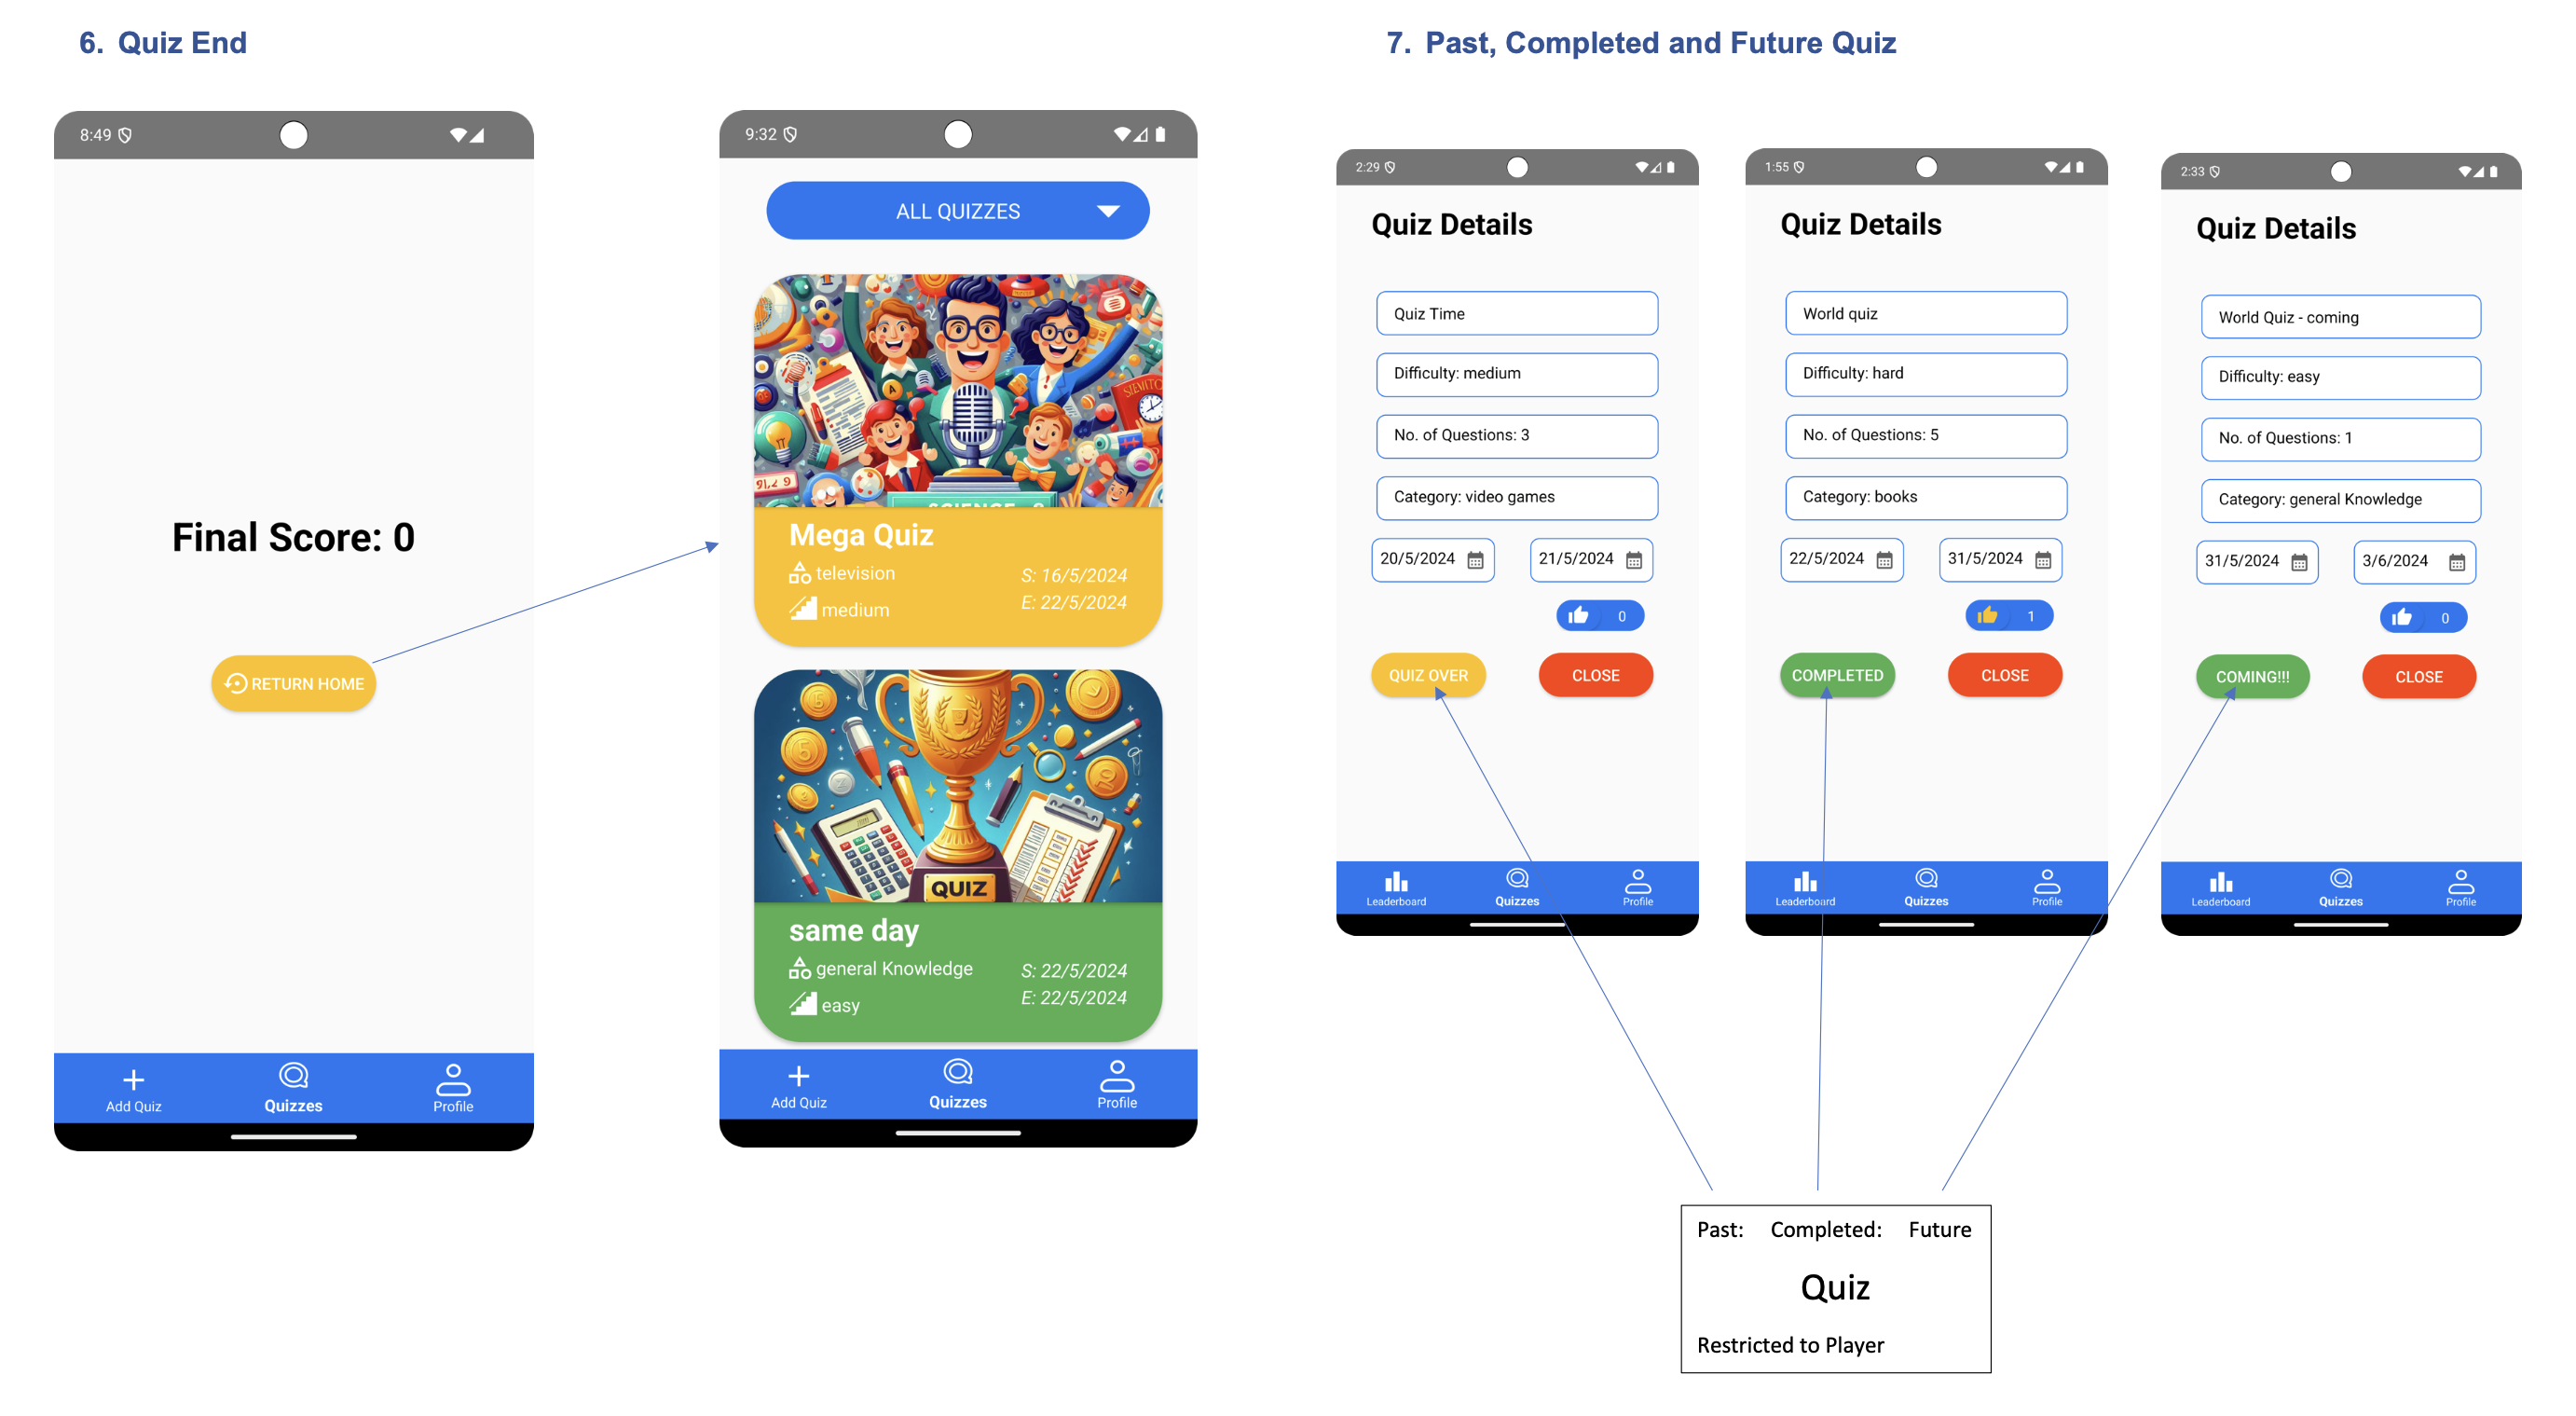 6. Quiz End
8:49
Final Score: 0
RETURN HOME
Add Quiz
Quizzes
Profile
9:32
ALL QUIZZES
Mega Quiz
television
S: 16/5/2024
medium
E: 22/5/2024
QUIZ
same day
general Knowledge
S: 22/5/2024
easy
E: 22/5/2024
Add Quiz
Quizzes
Profile
7. Past, Completed and Future Quiz
2:29
Quiz Details
Quiz Time
Difficulty: medium
No. of Questions: 3
Category: video games
20/5/2024
21/5/2024
0
QUIZ OVER
CLOSE
Leaderboard
Quizzes
Profile
1:55
Quiz Details
World quiz
Difficulty: hard
No. of Questions: 5
Category: books
22/5/2024
31/5/2024
1
COMPLETED
CLOSE
Leaderboard
Quizzes
Profile
2:33
Quiz Details
World Quiz - coming
Difficulty: easy
No. of Questions: 1
Category: general Knowledge
31/5/2024
3/6/2024
0
COMING!!!
CLOSE
Leaderboard
Quizzes
Profile
Past: Completed: Future
Quiz
Restricted to Player